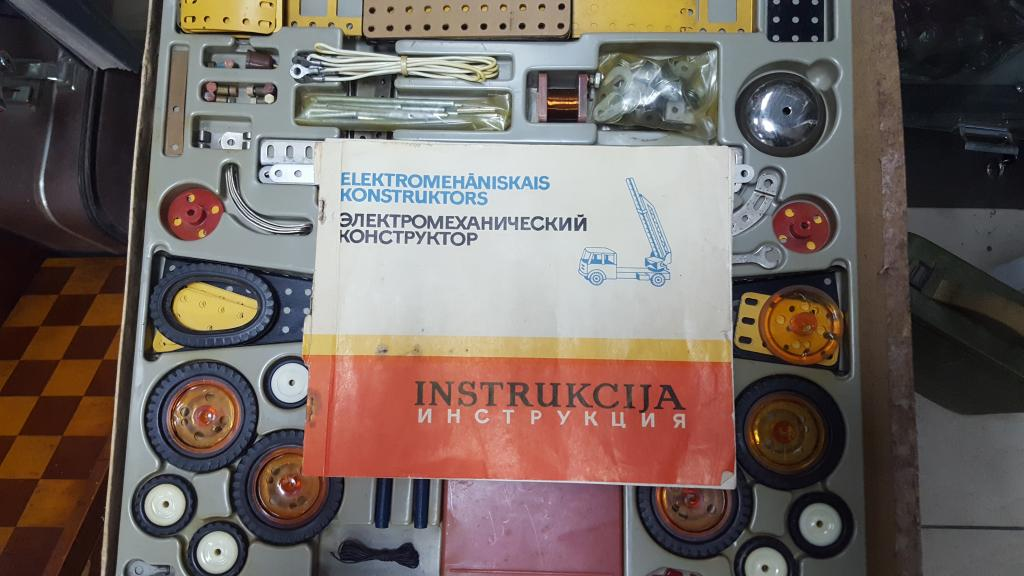 ELEKTROMEHĀNISKAIS
KONSTRUKTORS
ЭЛЕКТРОМЕХАНИЧЕСКИЙ
КОНСТРУКТОР
INSTRUKCIJA
ИНСТРУКЦИЯ